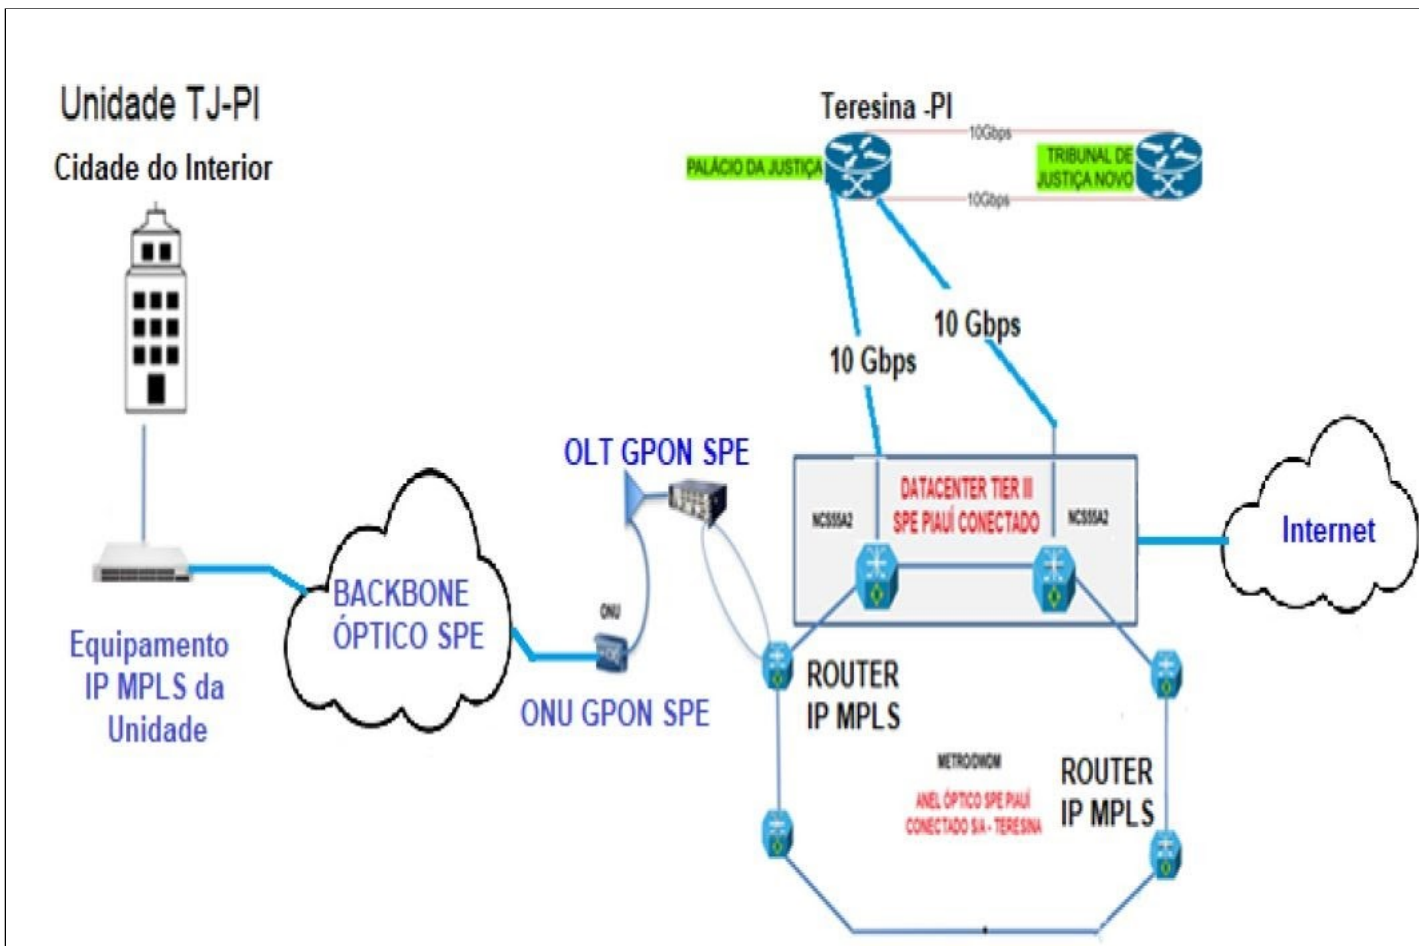 Unidade TJ-PI
Cidade do Interior
Equipamento
IP MPLS da
Unidade
BACKBONE
ÓPTICO SPE
OLT GPON SPE
ONU
ONU GPON SPE
Teresina -PI
PALÁCIO DA JUSTIÇA
10Gbps
10Gbps
TRIBUNAL DE
JUSTIÇA NOVO
10 Gbps
10 Gbps
DATACENTER TIER III
SPE PIAUÍ CONECTADO
NCS55A2
NCS55A2
Internet
ROUTER
IP MPLS
METRO/DWDM
ANEL ÓPTICO SPE PIAUÍ
CONECTADO S/A - TERESINA
ROUTER
IP MPLS